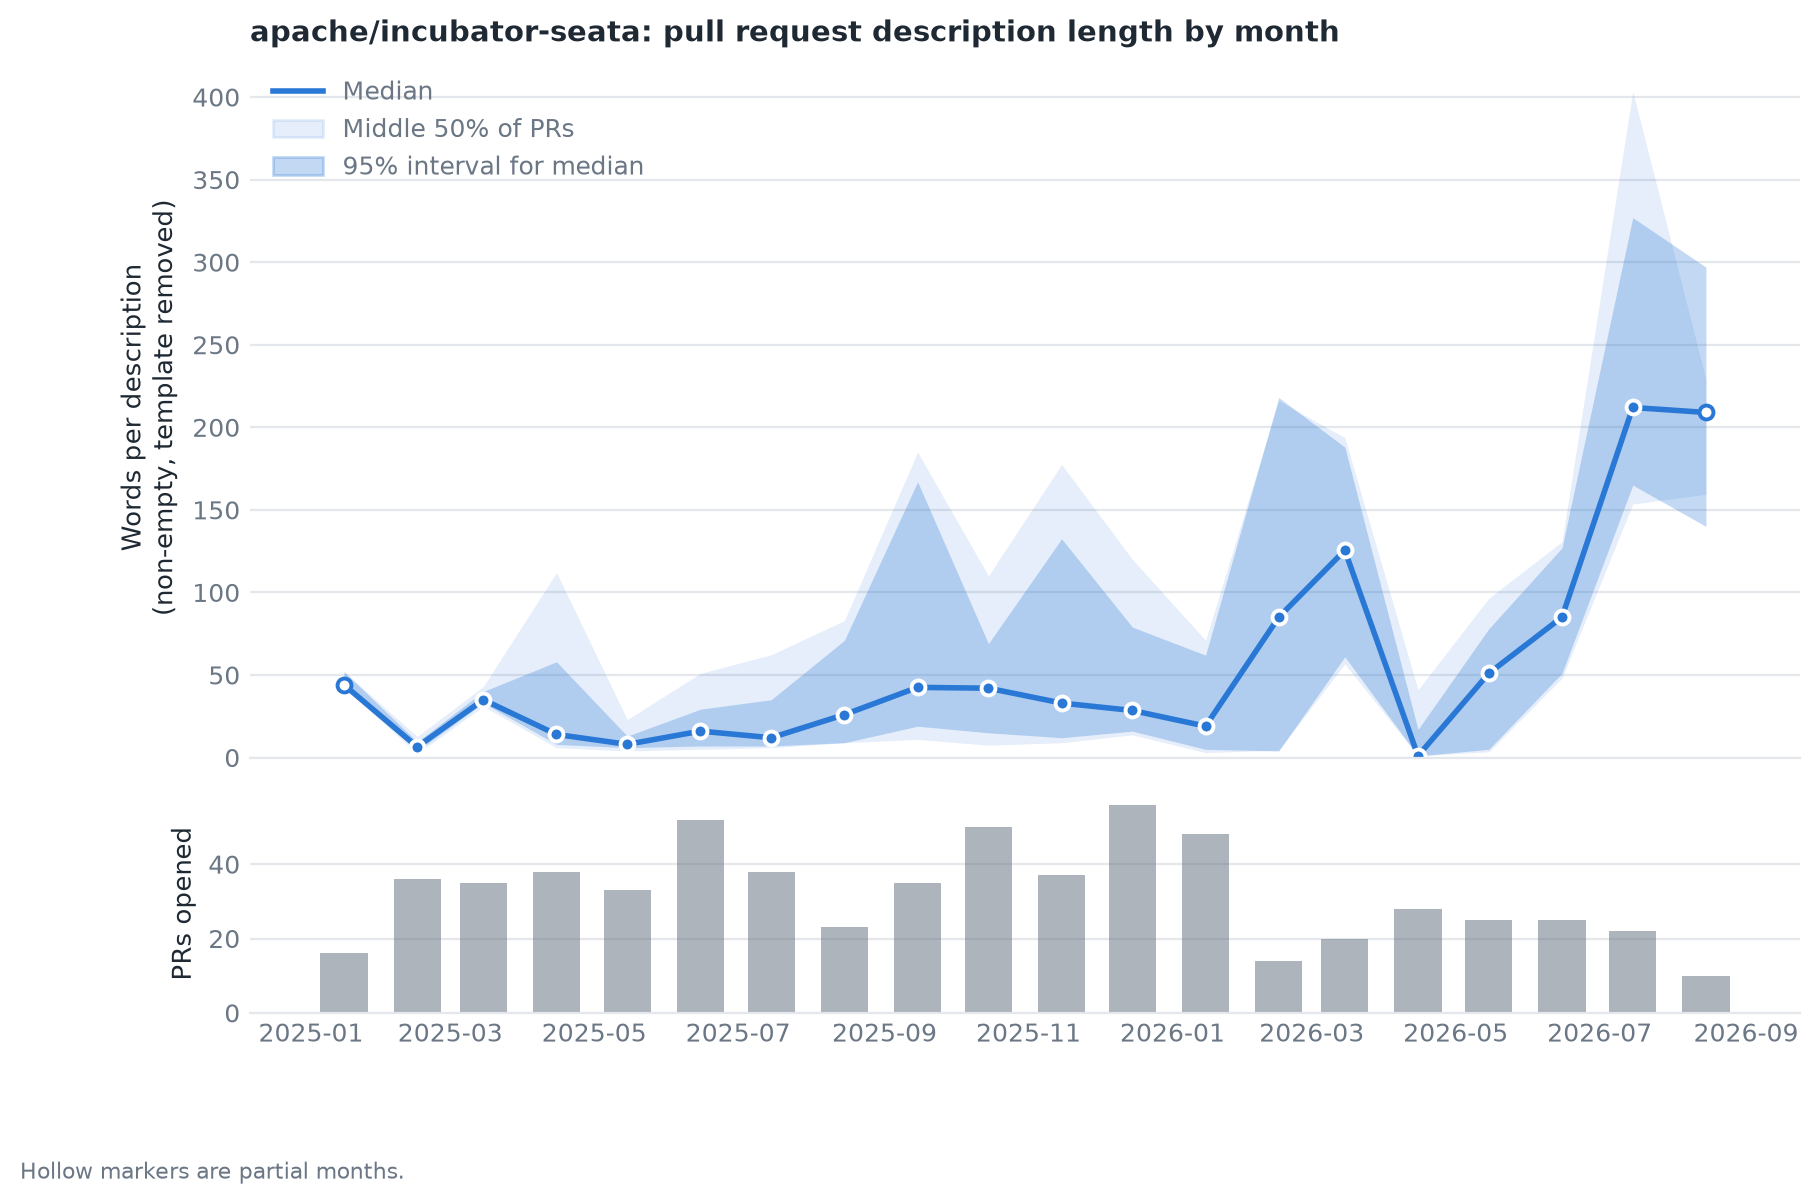 apache/incubator-seata: pull request description length by month
Median
Middle 50% of PRs
95% interval for median
Words per description
(non-empty, template removed)
400
350
300
250
200
150
100
50
0
PRs opened
40
20
0
2025-01 2025-03 2025-05 2025-07 2025-09 2025-11 2026-01 2026-03 2026-05 2026-07 2026-09
Hollow markers are partial months.